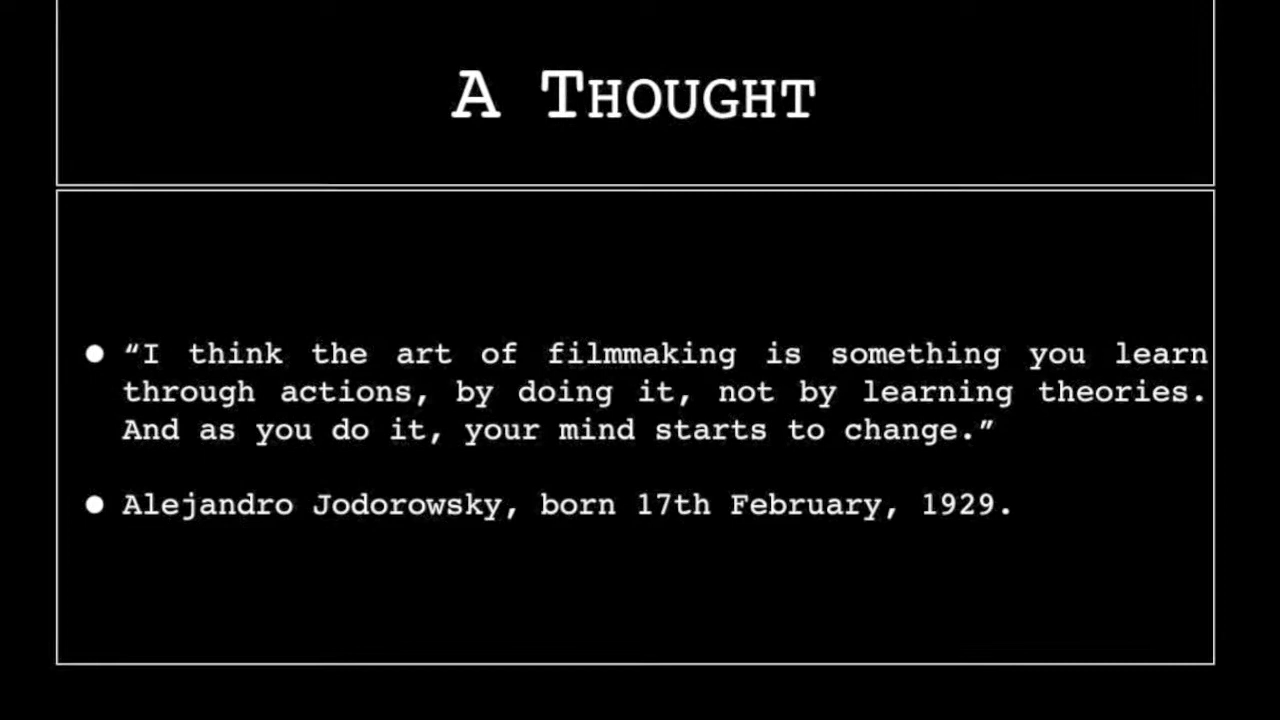 A THOUGHT
● “I think the art of filmmaking is something you learn
through actions, by doing it, not by learning theories.
And as you do it, your mind starts to change.”
● Alejandro Jodorowsky, born 17th February, 1929.